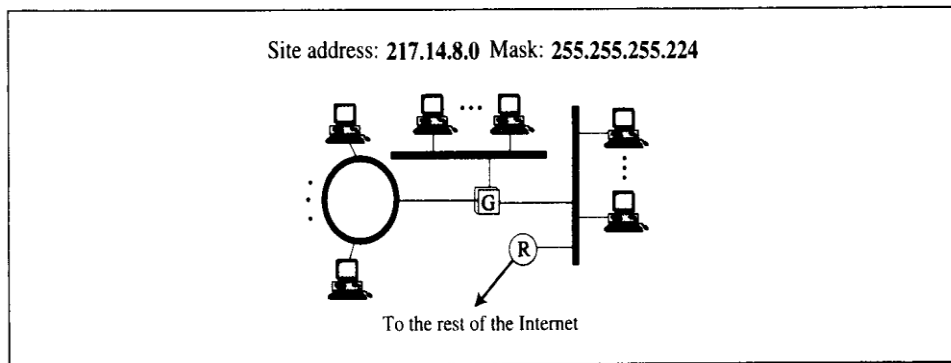 Site address: 217.14.8.0 Mask: 255.255.255.224
G
R
To the rest of the Internet